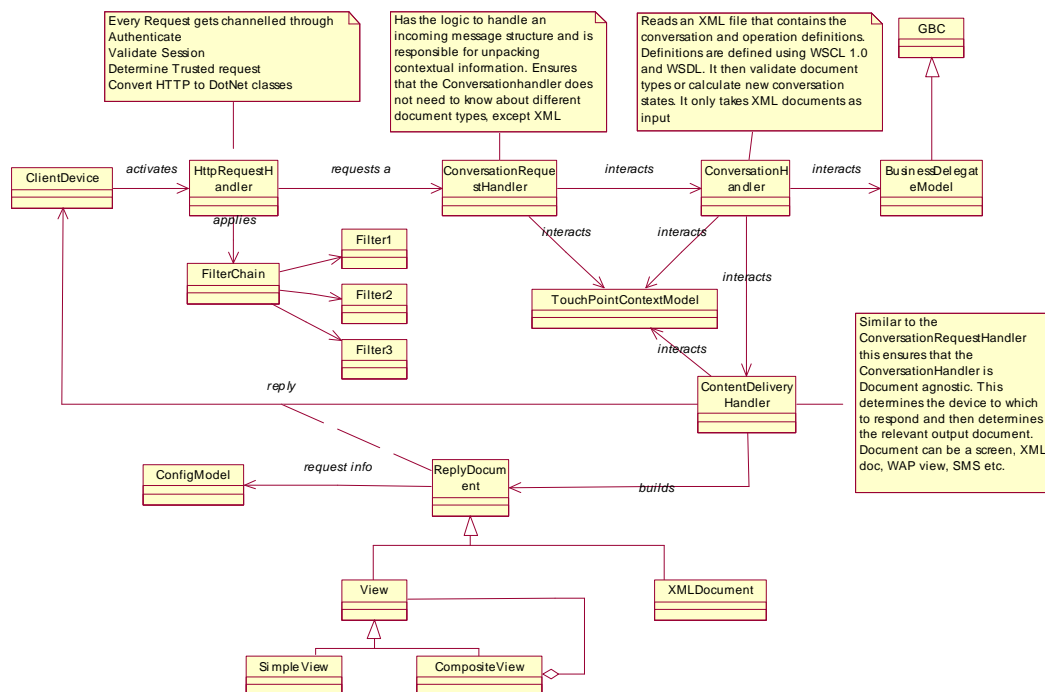 Every Request gets channelled through
Authenticate
Validate Session
Determine Trusted request
Convert HTTP to DotNet classes
Has the logic to handle an
incoming message structure and is
responsible for unpacking
contextual information. Ensures
that the Conversationhandler does
not need to know about different
document types, except XML
Reads an XML file that contains the
conversation and operation definitions.
Definitions are defined using WSCL 1.0
and WSDL. It then validate document
types or calculate new conversation
states. It only takes XML documents as
input
GBC
ClientDevice
activates
HttpRequestH
andler
requests a
ConversationReque
stHandler
interacts
ConversationH
andler
interacts
BusinessDelegat
eModel
applies
FilterChain
Filter1
Filter2
Filter3
interacts
interacts
interacts
TouchPointContextModel
interacts
ContentDelivery
Handler
Similar to the
ConversationRequestHandler
this ensures that the
ConversationHandler is
Document agnostic. This
determines the device to which
to respond and then determines
the relevant output document.
Document can be a screen, XML
doc, WAP view, SMS etc.
reply
ConfigModel
request info
ReplyDocum
ent
builds
View
XMLDocument
SimpleView
CompositeView